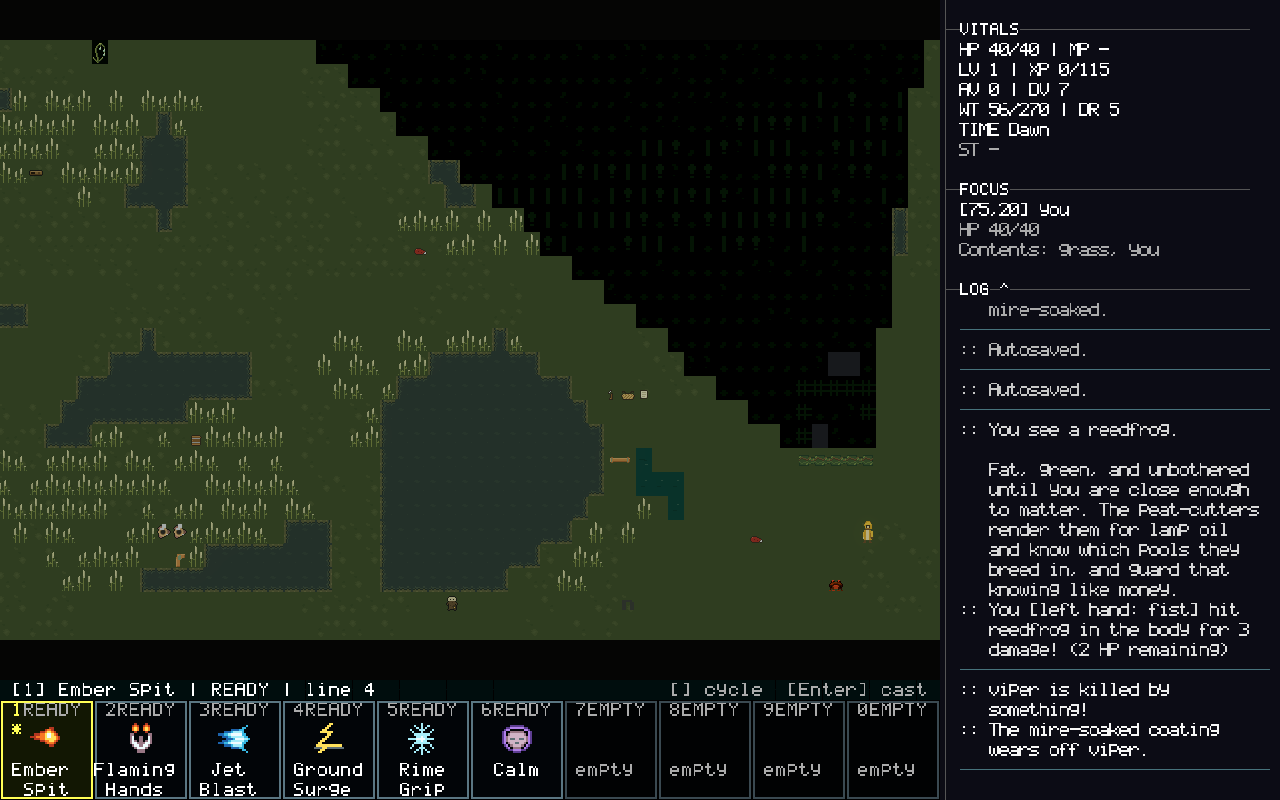 VITALS
HP 40/40 | MP -
LV 1 | XP 0/115
AV 0 | DV 7
WT 56/270 | DR 5
TIME Dawn
ST -
FOCUS
[75,20] You
HP 40/40
Contents: grass, You
LOG ^
mire-soaked.
:: Autosaved.
:: Autosaved.
:: You see a reedfrog.
Fat, green, and unbothered
until you are close enough
to matter. The Peat-cutters
render them for lamp oil
and know which pools they
breed in, and guard that
knowing like money.
:: You [left hand: fist] hit
reedfrog in the body for 3
damage! (2 HP remaining)
:: viper is killed by
something!
:: The mire-soaked coating
wears off viper.
[1] Ember Spit | READY | line 4
[] cycle [Enter] cast
1READY 2READY 3READY 4READY 5READY 6READY 7EMPTY 8EMPTY 9EMPTY 0EMPTY
*
Ember Flaming Jet Ground Rime Calm empty empty empty empty
Spit Hands Blast Surge Grip